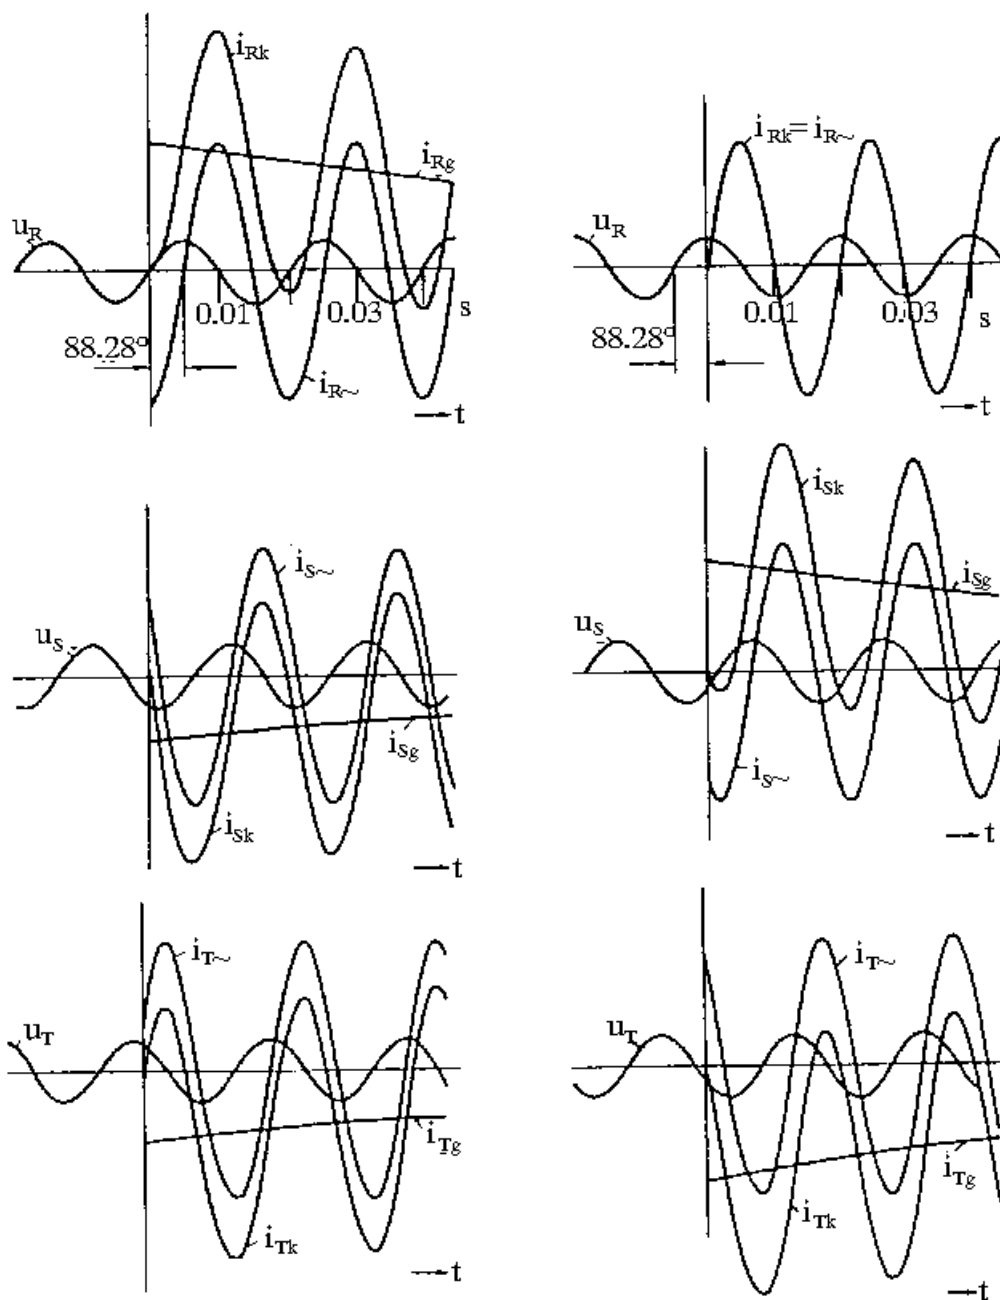 i_Rk
i_Rg
u_R
0.01
0.03
s
88.28°
i_R~
t
i_Rk=i_R~
u_R
0.01
0.03
s
88.28°
t
i_S~
u_S
i_Sg
i_Sk
t
i_Sk
i_Sg
u_S
i_S~
t
i_T~
u_T
i_Tg
i_Tk
t
i_T~
u_T
i_Tg
i_Tk
t